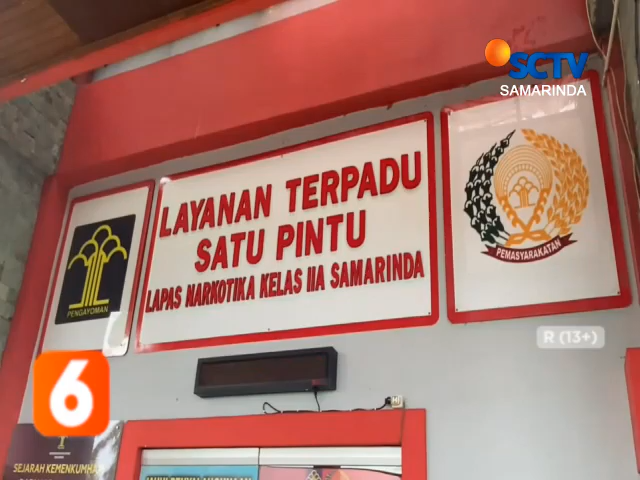 SCTV
SAMARINDA
LAYANAN TERPADU
SATU PINTU
LAPAS NARKOTIKA KELAS IIA SAMARINDA
PENGAYOMAN
PEMASYARAKATAN
R (13+)
6
SEJARAH KEMENKUMHAM